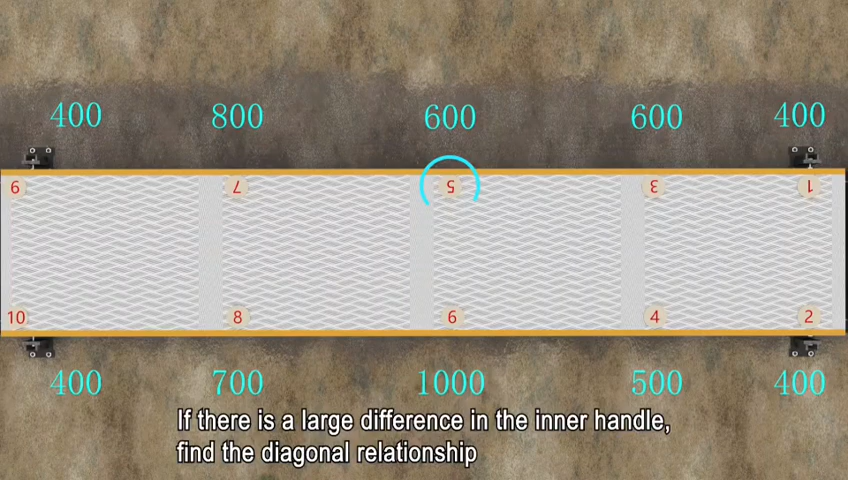 400 800 600 600 400
9 7 5 3 1
10 8 6 4 2
400 700 1000 500 400
If there is a large difference in the inner handle,
find the diagonal relationship